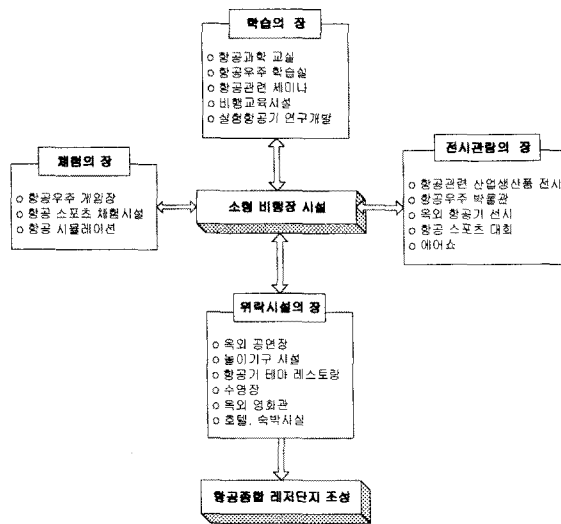 학습의 장
o 항공과학 교실
o 항공우주 학습실
o 항공관련 세미나
o 비행교육시설
o 실험항공기 연구개발
체험의 장
o 항공우주 게임장
o 항공 스포츠 체험시설
o 항공 시뮬레이션
소형 비행장 시설
전시관람의 장
o 항공관련 산업생산품 전시
o 항공우주 박물관
o 옥외 항공기 전시
o 항공 스포츠 대회
o 에어쇼
위락시설의 장
o 옥외 공연장
o 놀이기구 시설
o 항공기 테마 레스토랑
o 수영장
o 옥외 영화관
o 호텔, 숙박시설
항공종합 레저단지 조성